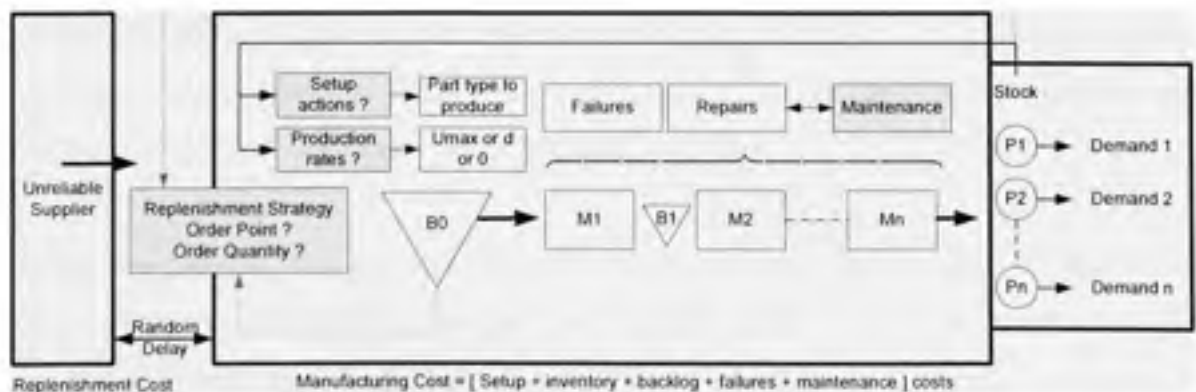 Unreliable
Supplier
Replenishment Strategy
Order Point ?
Order Quantity ?
Random
Delay
Replenishment Cost
Setup
actions ?
Part type to
produce
Production
rates ?
Umax or d
or 0
Failures
Repairs
Maintenance
B0
M1
B1
M2
Mn
Stock
P1
Demand 1
P2
Demand 2
Pn
Demand n
Manufacturing Cost = [ Setup + inventory + backlog + failures + maintenance ] costs